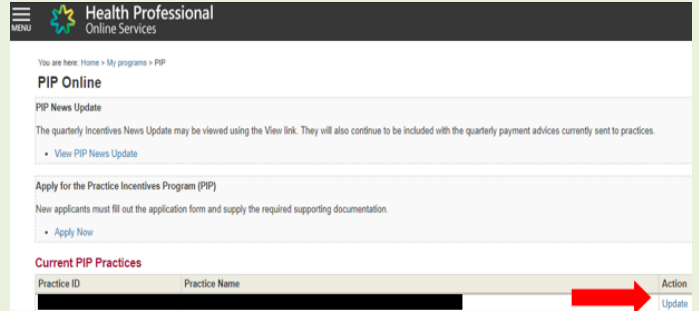 Health Professional
Online Services
MENU
You are here: Home > My programs > PIP
PIP Online
PIP News Update
The quarterly Incentives News Update may be viewed using the View link. They will also continue to be included with the quarterly payment advices currently sent to practices.
• View PIP News Update
Apply for the Practice Incentives Program (PIP)
New applicants must fill out the application form and supply the required supporting documentation.
• Apply Now
Current PIP Practices
Practice ID Practice Name Action
Update